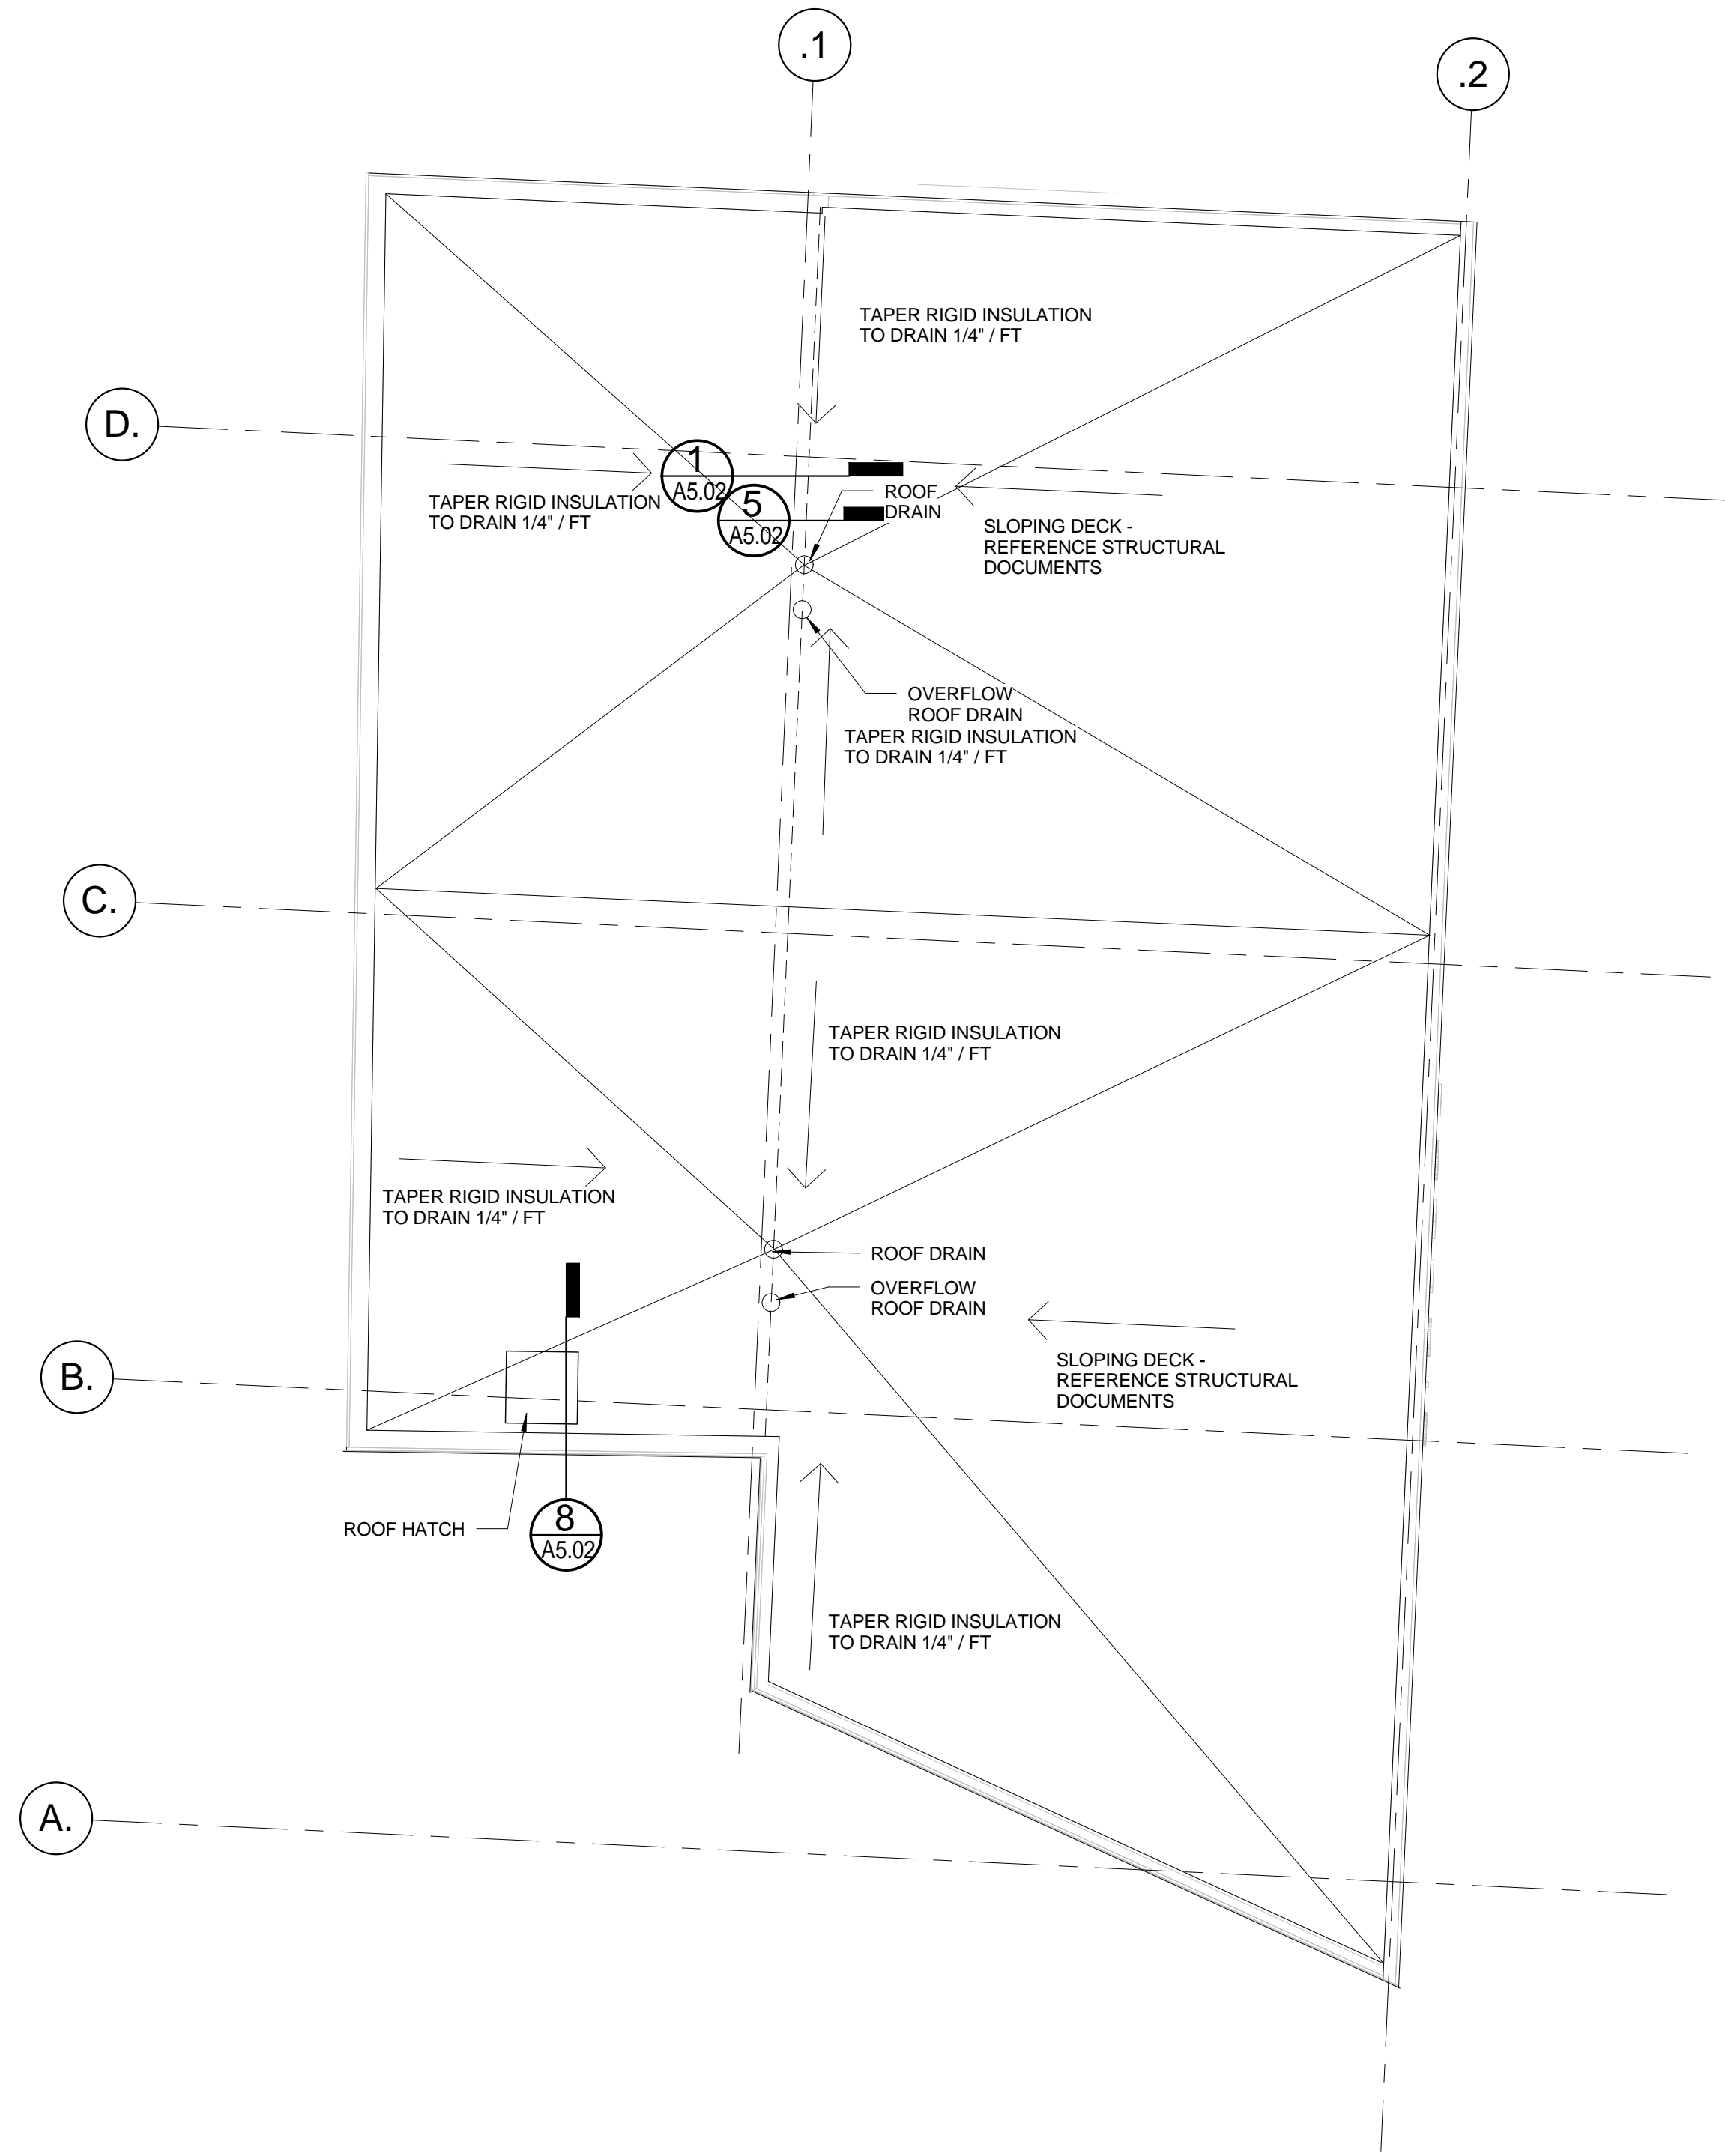 .1
.2
TAPER RIGID INSULATION
TO DRAIN 1/4" / FT
D.
1
A5.02
ROOF
DRAIN
TAPER RIGID INSULATION
TO DRAIN 1/4" / FT
5
A5.02
SLOPING DECK -
REFERENCE STRUCTURAL
DOCUMENTS
OVERFLOW
ROOF DRAIN
TAPER RIGID INSULATION
TO DRAIN 1/4" / FT
C.
TAPER RIGID INSULATION
TO DRAIN 1/4" / FT
TAPER RIGID INSULATION
TO DRAIN 1/4" / FT
ROOF DRAIN
OVERFLOW
ROOF DRAIN
B.
SLOPING DECK -
REFERENCE STRUCTURAL
DOCUMENTS
ROOF HATCH
8
A5.02
TAPER RIGID INSULATION
TO DRAIN 1/4" / FT
A.